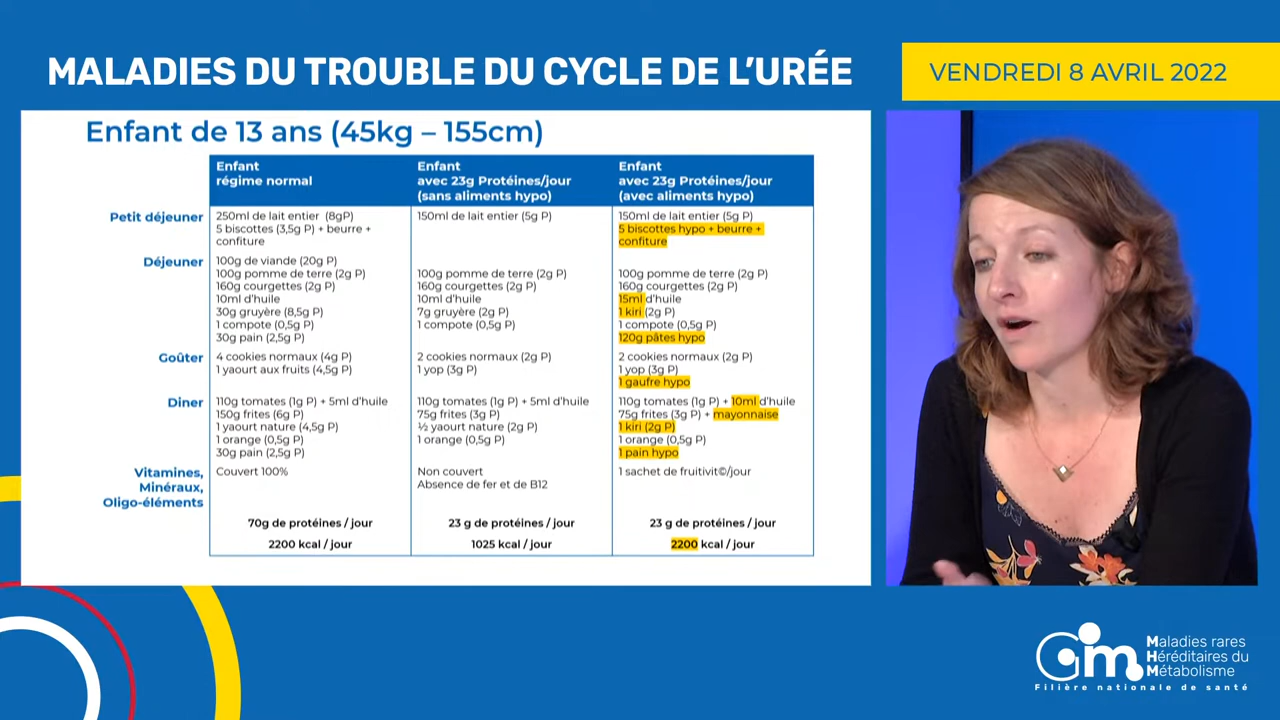 MALADIES DU TROUBLE DU CYCLE DE L'URÉE
VENDREDI 8 AVRIL 2022
Enfant de 13 ans (45kg – 155cm)
Enfant
régime normal
Enfant
avec 23g Protéines/jour
(sans aliments hypo)
Enfant
avec 23g Protéines/jour
(avec aliments hypo)
Petit déjeuner
250ml de lait entier (8gP)
5 biscottes (3,5g P) + beurre +
confiture
150ml de lait entier (5g P)
150ml de lait entier (5g P)
5 biscottes hypo + beurre +
confiture
Déjeuner
100g de viande (20g P)
100g pomme de terre (2g P)
160g courgettes (2g P)
10ml d'huile
30g gruyère (8,5g P)
1 compote (0,5g P)
30g pain (2,5g P)
100g pomme de terre (2g P)
160g courgettes (2g P)
10ml d'huile
7g gruyère (2g P)
1 compote (0,5g P)
100g pomme de terre (2g P)
160g courgettes (2g P)
15ml d'huile
1 kiri (2g P)
1 compote (0,5g P)
120g pâtes hypo
Goûter
4 cookies normaux (4g P)
1 yaourt aux fruits (4,5g P)
2 cookies normaux (2g P)
1 yop (3g P)
2 cookies normaux (2g P)
1 yop (3g P)
1 gaufre hypo
Diner
110g tomates (1g P) + 5ml d'huile
150g frites (6g P)
1 yaourt nature (4,5g P)
1 orange (0,5g P)
30g pain (2,5g P)
110g tomates (1g P) + 5ml d'huile
75g frites (3g P)
½ yaourt nature (2g P)
1 orange (0,5g P)
110g tomates (1g P) + 10ml d'huile
75g frites (3g P) + mayonnaise
1 kiri (2g P)
1 orange (0,5g P)
1 pain hypo
Vitamines,
Minéraux,
Oligo-éléments
Couvert 100%
Non couvert
Absence de fer et de B12
1 sachet de fruitivit©/jour
70g de protéines / jour
23 g de protéines / jour
23 g de protéines / jour
2200 kcal / jour
1025 kcal / jour
2200 kcal / jour
Maladies rares
Héréditaires du
Métabolisme
Filière nationale de santé